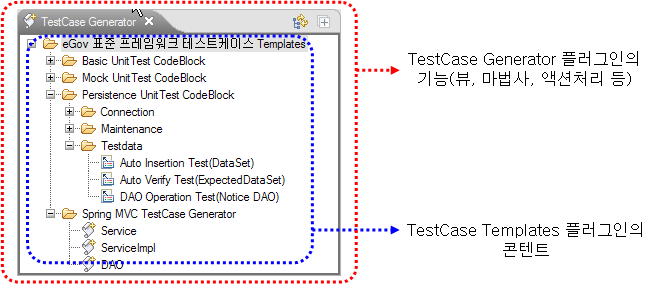 TestCase Generator
eGov 표준 프레임워크 테스트케이스 Templates
Basic UnitTest CodeBlock
Mock UnitTest CodeBlock
Persistence UnitTest CodeBlock
Connection
Maintenance
Testdata
Auto Insertion Test(DataSet)
Auto Verify Test(ExpectedDataSet)
DAO Operation Test(Notice DAO)
Spring MVC TestCase Generator
Service
ServiceImpl
DAO
TestCase Generator 플러그인의
기능(뷰, 마법사, 액션처리 등)
TestCase Templates 플러그인의
콘텐트